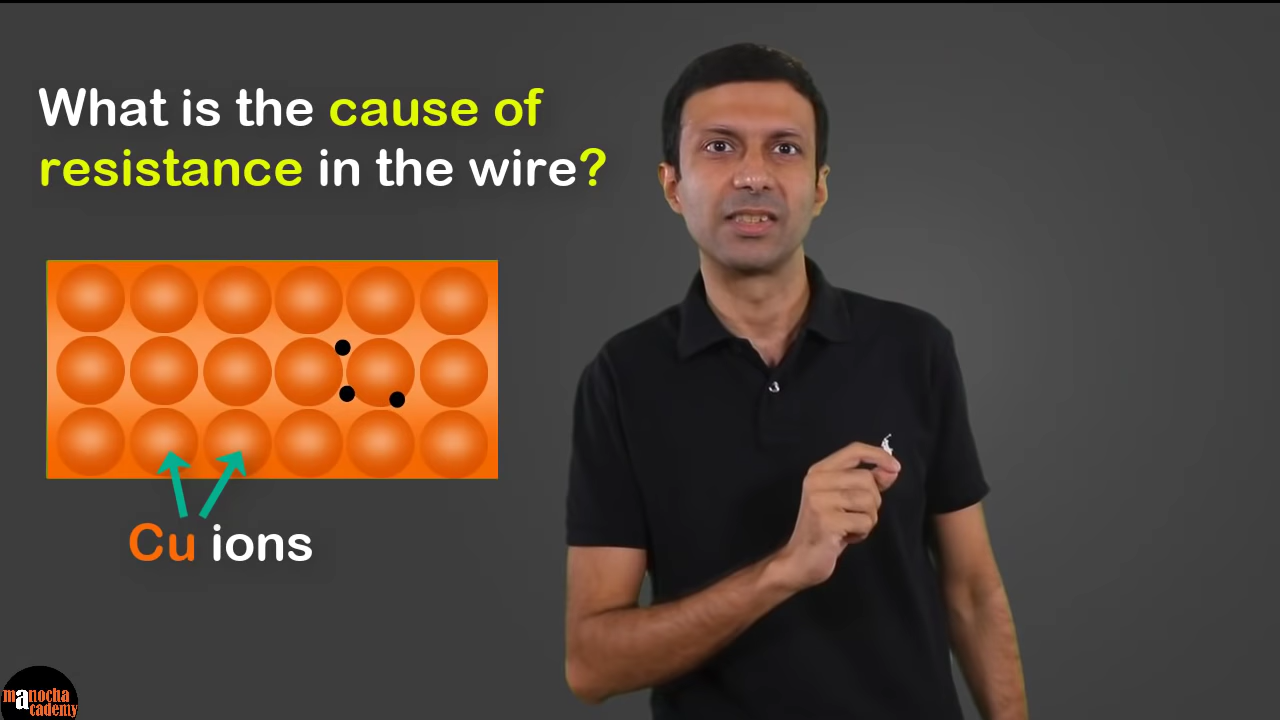 What is the cause of
resistance in the wire?
Cu ions
manocha
academy